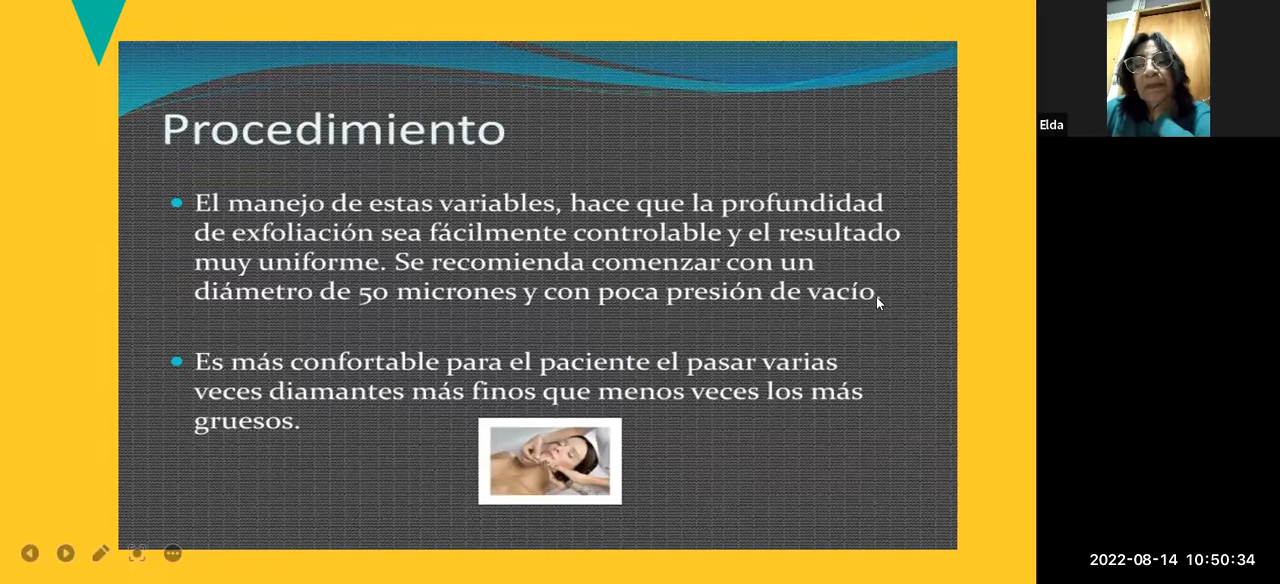 Procedimiento
El manejo de estas variables, hace que la profundidad
de exfoliación sea fácilmente controlable y el resultado
muy uniforme. Se recomienda comenzar con un
diámetro de 50 micrones y con poca presión de vacío.
Es más confortable para el paciente el pasar varias
veces diamantes más finos que menos veces los más
gruesos.
Elda
2022-08-14 10:50:34